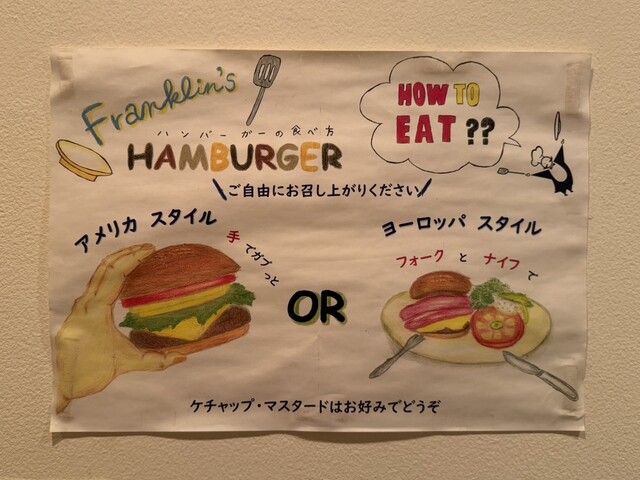 Franklin's
HOW TO
EAT??
ハンバーガーの食べ方
HAMBURGER
\ご自由にお召し上がりください/
アメリカ スタイル
手でガブっと
OR
ヨーロッパ スタイル
フォークとナイフで
ケチャップ・マスタードはお好みでどうぞ